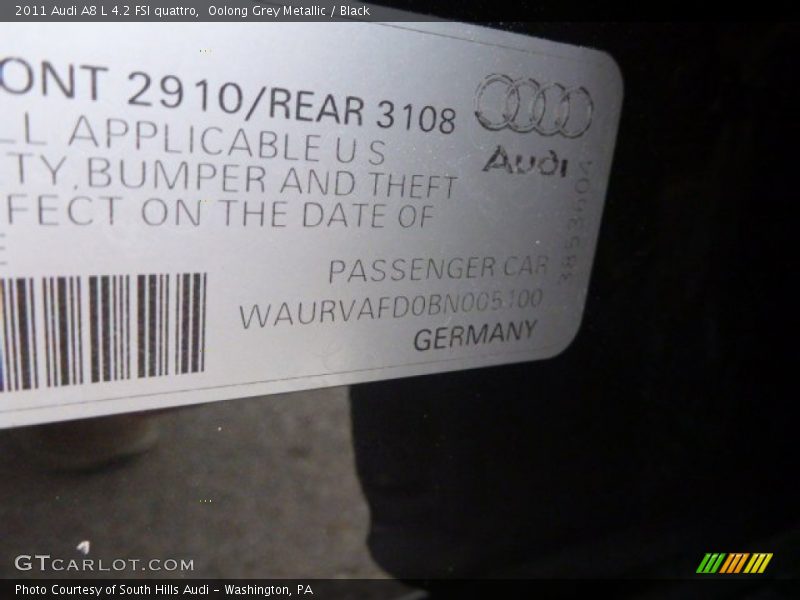 2011 Audi A8 L 4.2 FSI quattro, Oolong Grey Metallic / Black
ONT 2910/REAR 3108
LL APPLICABLE U S
TY, BUMPER AND THEFT
FECT ON THE DATE OF
E
Audi
PASSENGER CAR
WAURVAFD0BN005100
GERMANY
GTCARLOT.COM
Photo Courtesy of South Hills Audi - Washington, PA